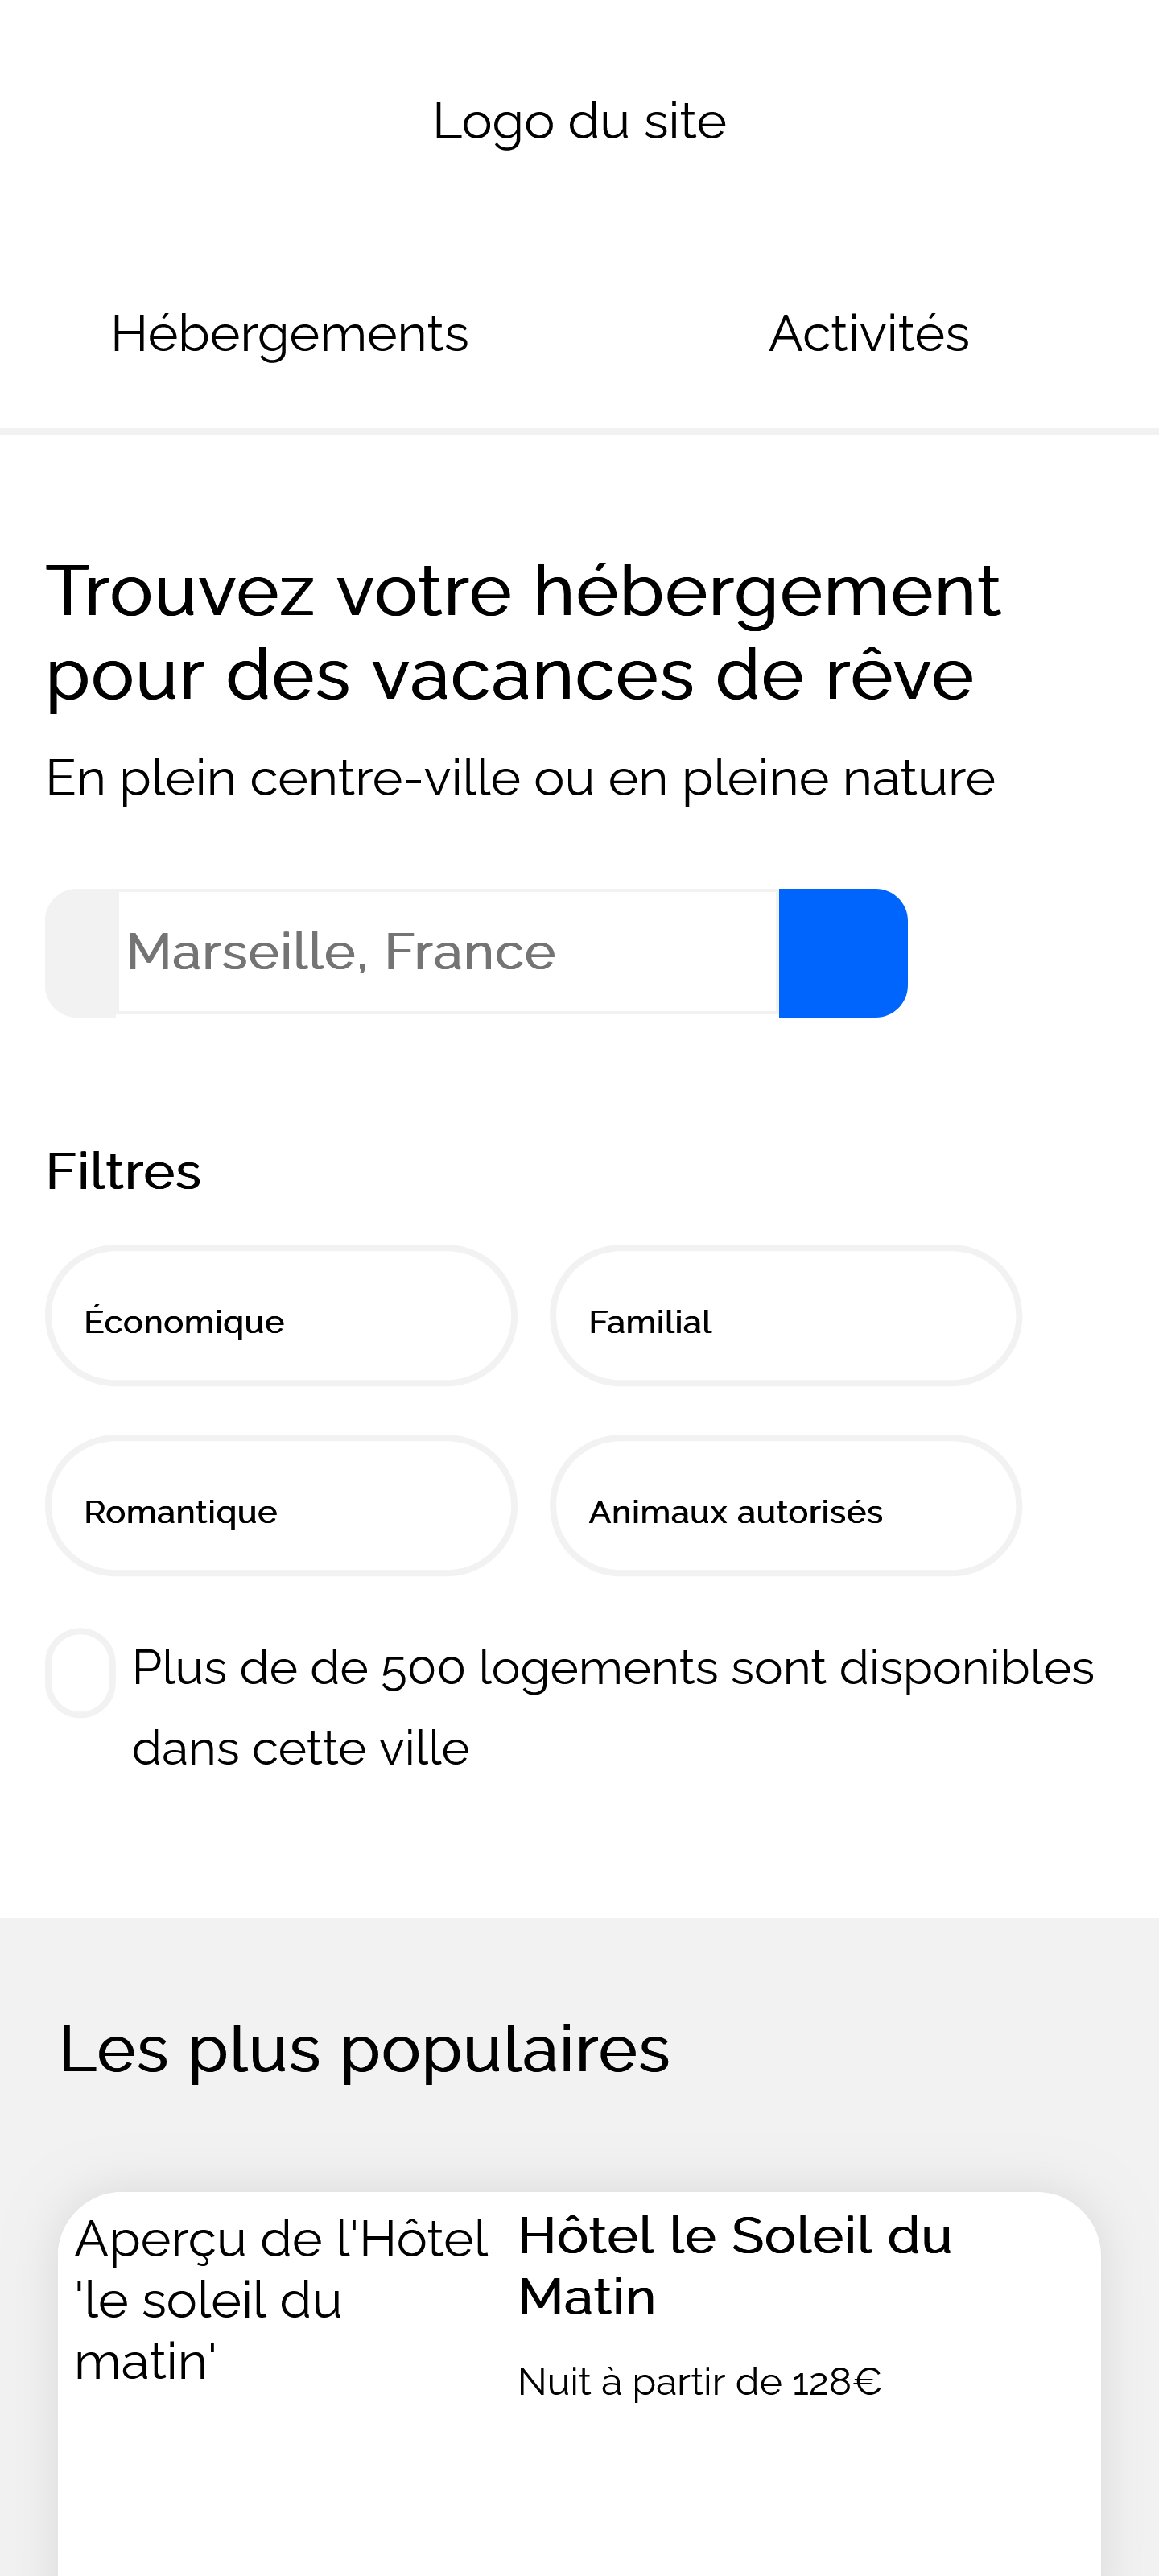 Logo du site
Hébergements
Activités
Trouvez votre hébergement
pour des vacances de rêve
En plein centre-ville ou en pleine nature
Marseille, France
Filtres
Économique
Familial
Romantique
Animaux autorisés
Plus de de 500 logements sont disponibles
dans cette ville
Les plus populaires
Aperçu de l'Hôtel
'le soleil du
matin'
Hôtel le Soleil du
Matin
Nuit à partir de 128€